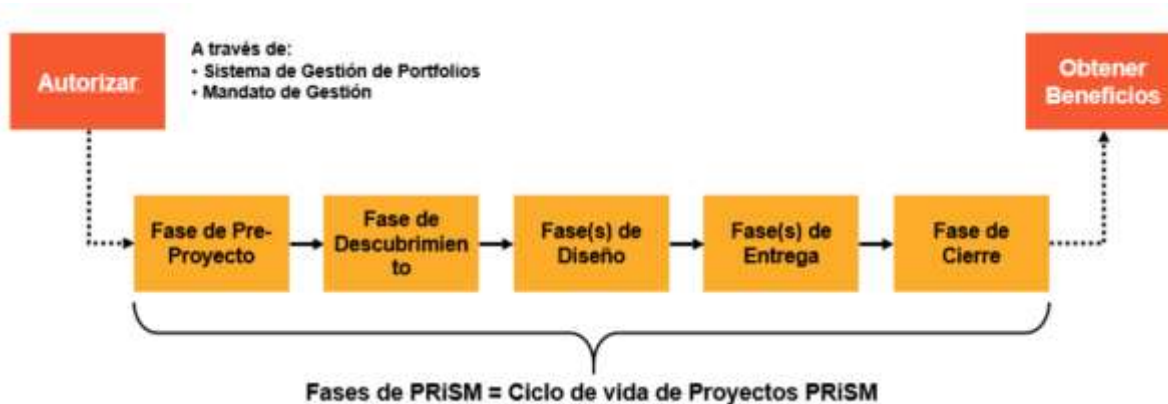 Autorizar
A través de:
• Sistema de Gestión de Portfolios
• Mandato de Gestión
Obtener
Beneficios
Fase de Pre-
Proyecto
Fase de
Descubrimien
to
Fase(s) de
Diseño
Fase(s) de
Entrega
Fase de
Cierre
Fases de PRiSM = Ciclo de vida de Proyectos PRiSM